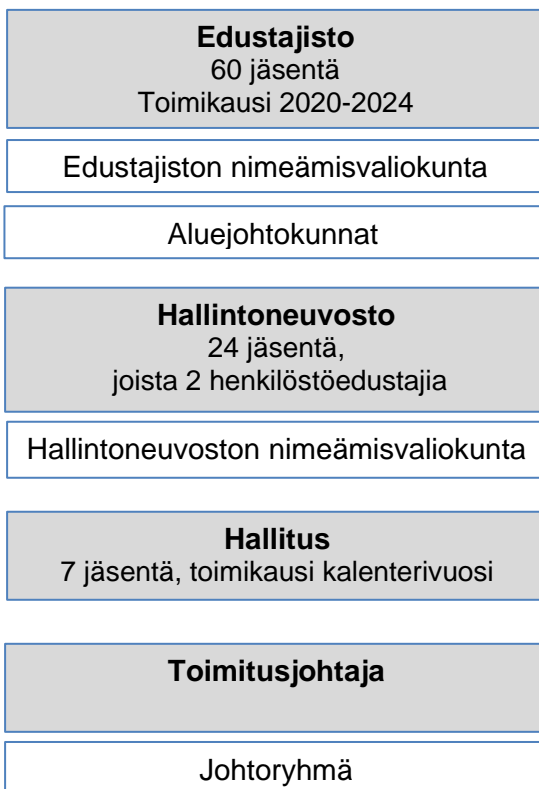 Edustajisto
60 jäsentä
Toimikausi 2020-2024
Edustajiston nimeämisvaliokunta
Aluejohtokunnat
Hallintoneuvosto
24 jäsentä,
joista 2 henkilöstöedustajia
Hallintoneuvoston nimeämisvaliokunta
Hallitus
7 jäsentä, toimikausi kalenterivuosi
Toimitusjohtaja
Johtoryhmä